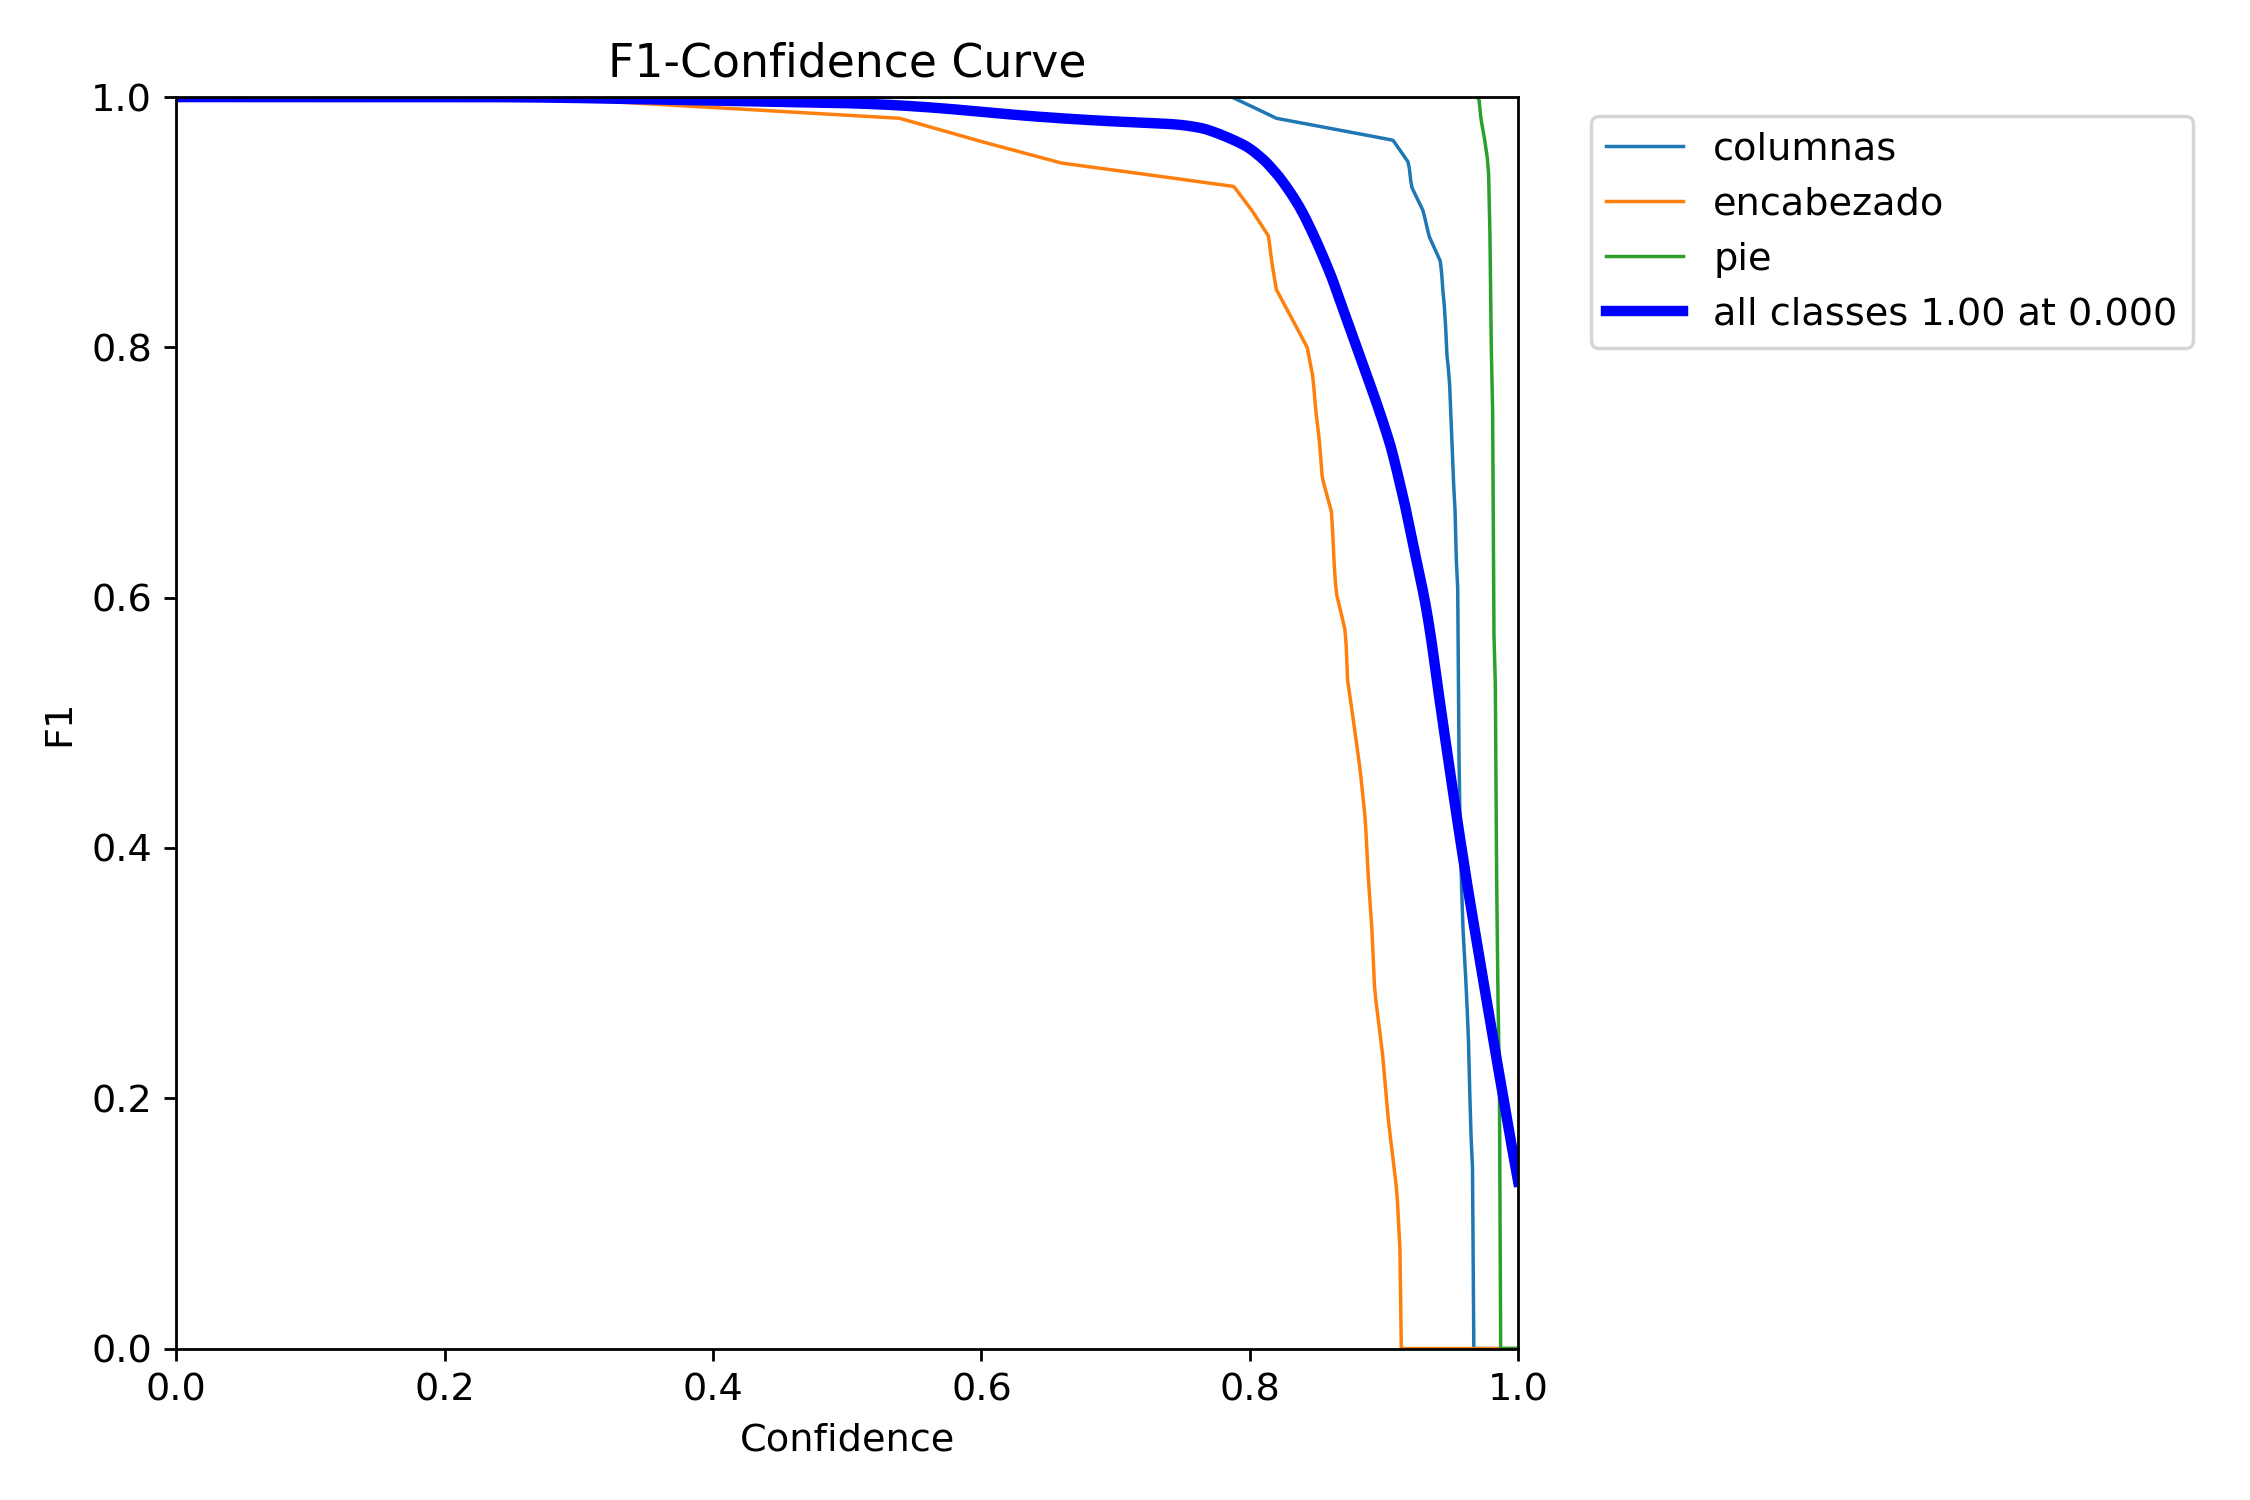 F1-Confidence Curve
1.0
0.8
0.6
0.4
0.2
0.0
F1
0.0 0.2 0.4 0.6 0.8 1.0
Confidence
columnas
encabezado
pie
all classes 1.00 at 0.000